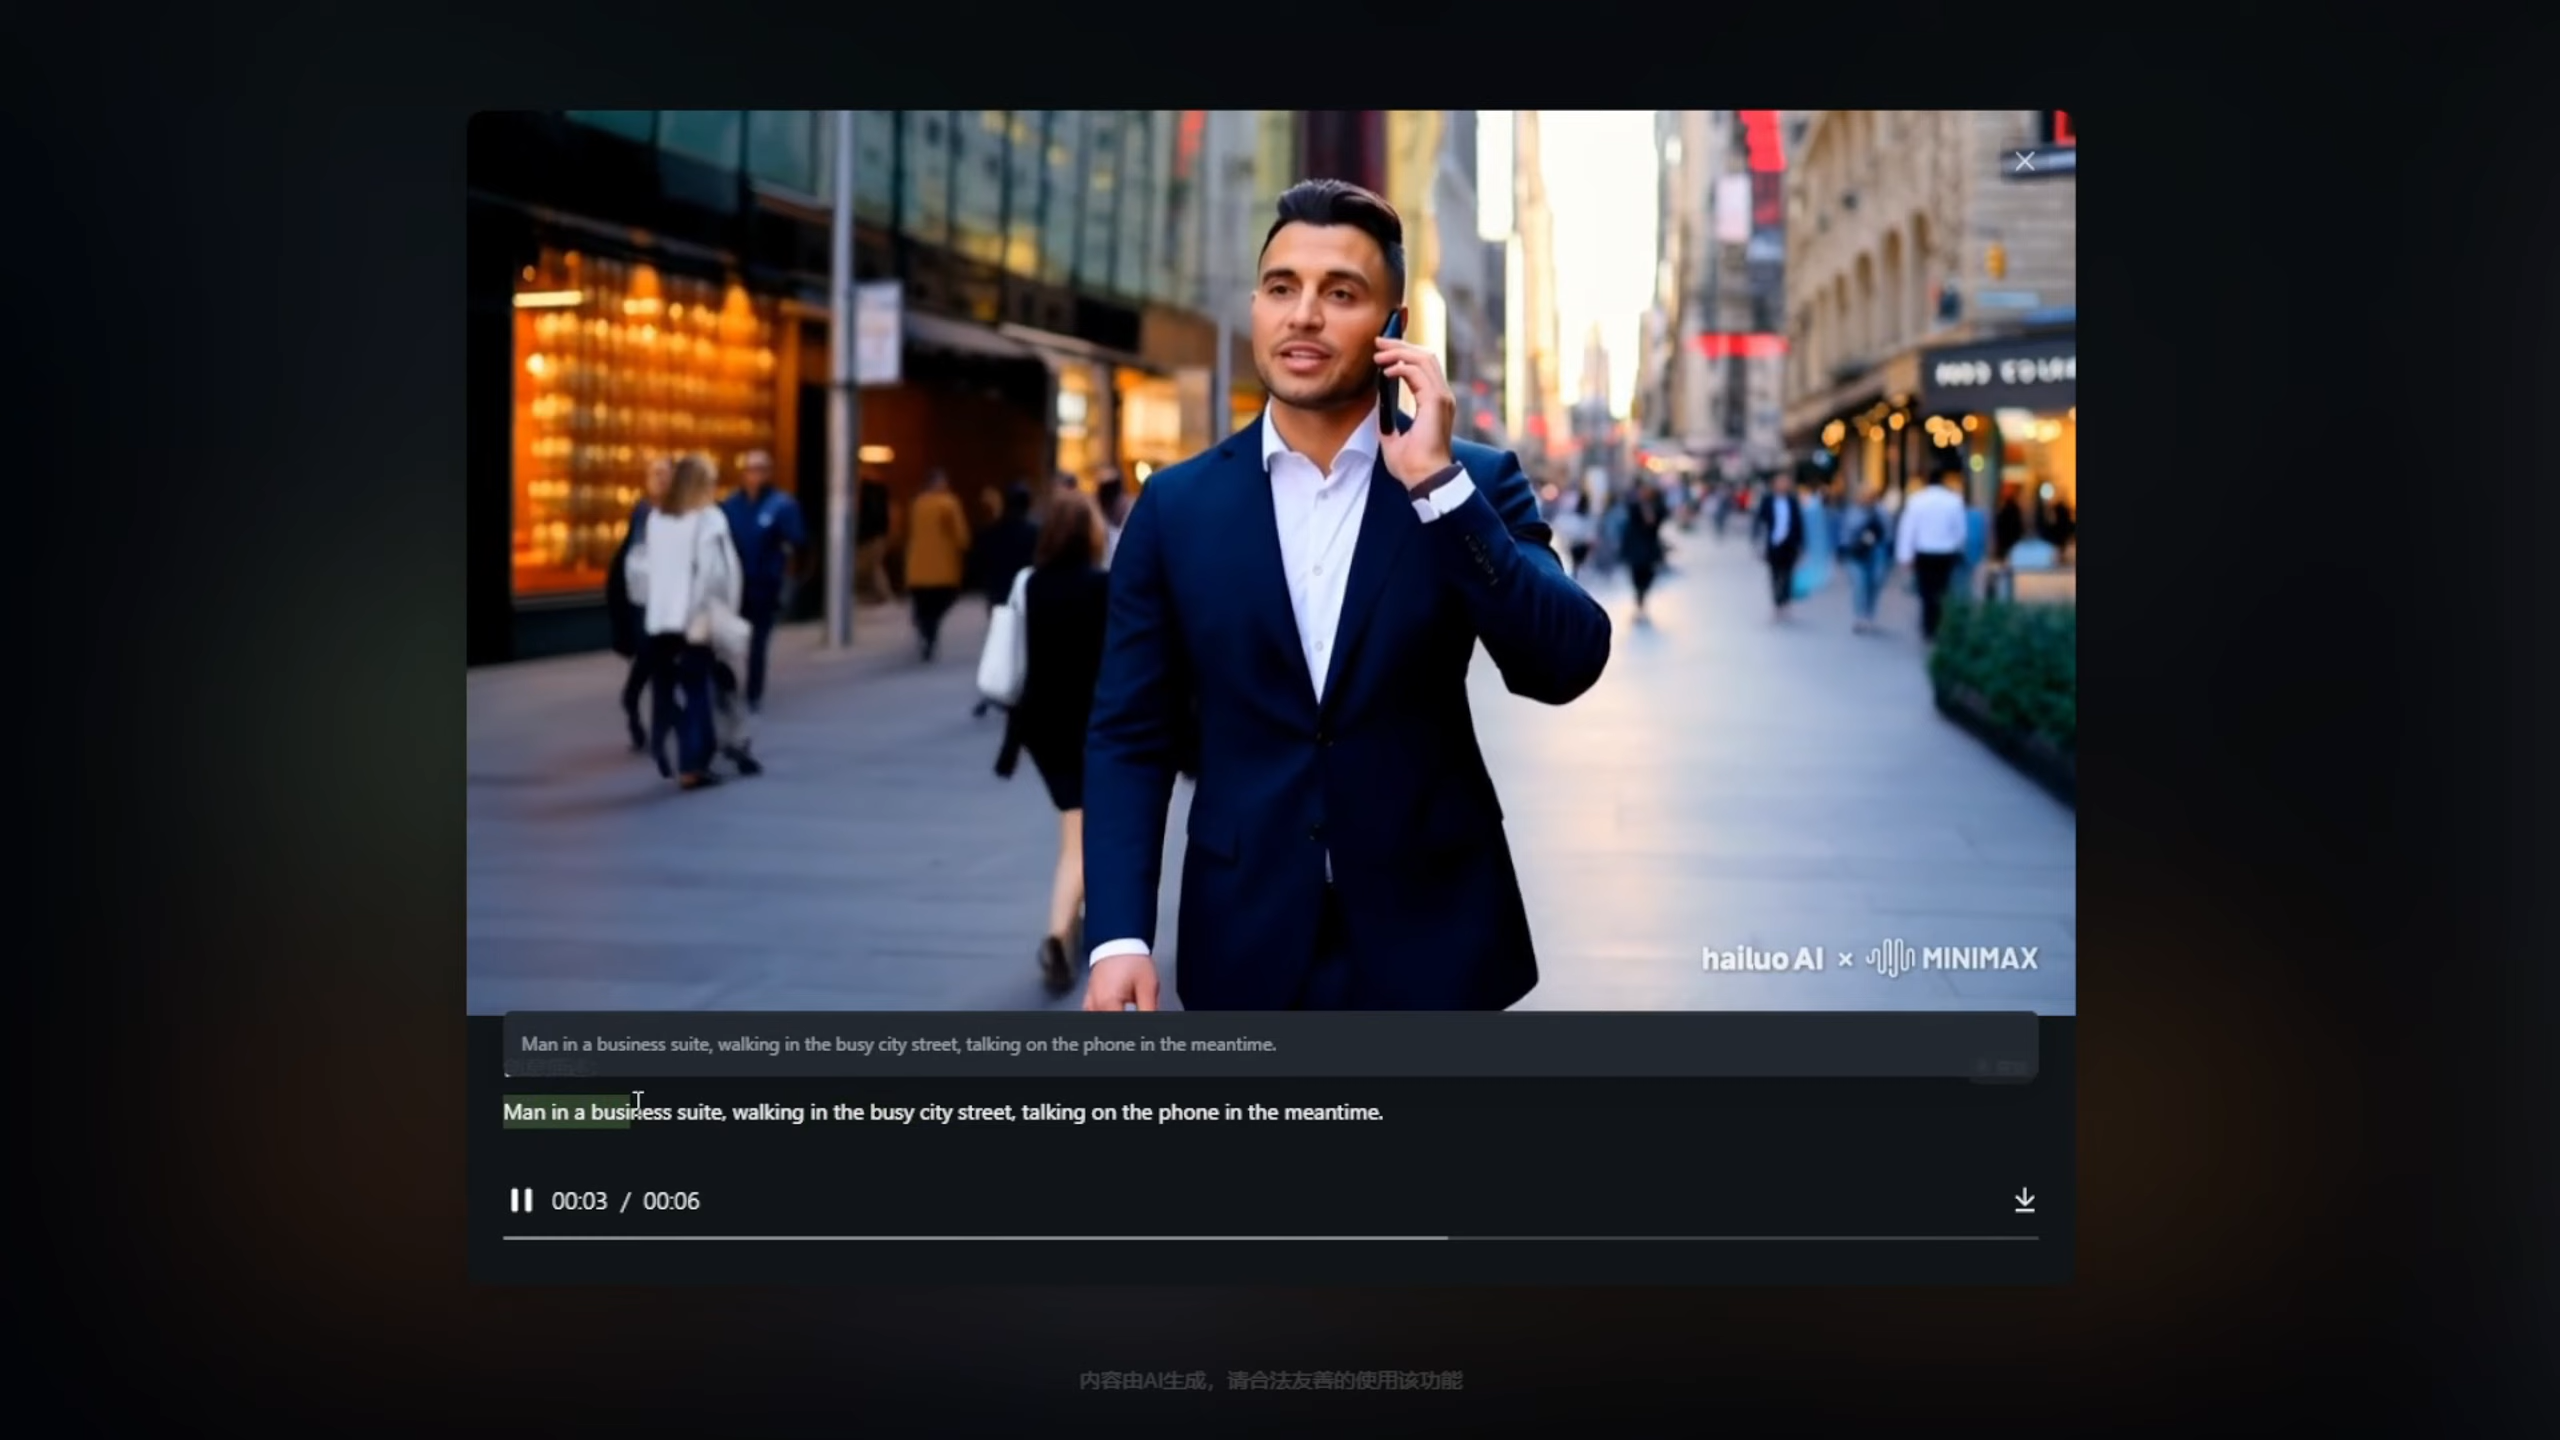 hailuo AI × MINIMAX
Man in a business suite, walking in the busy city street, talking on the phone in the meantime.
Man in a business suite, walking in the busy city street, talking on the phone in the meantime.
00:03 / 00:06
内容由AI生成，请合法友善的使用该功能